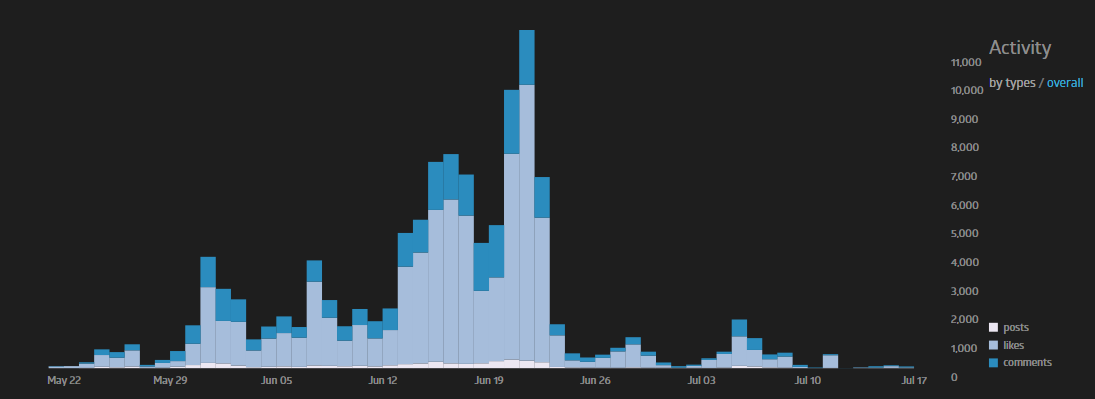 Activity
by types / overall
11,000
10,000
9,000
8,000
7,000
6,000
5,000
4,000
3,000
2,000
1,000
0
posts
likes
comments
May 22 May 29 Jun 05 Jun 12 Jun 19 Jun 26 Jul 03 Jul 10 Jul 17